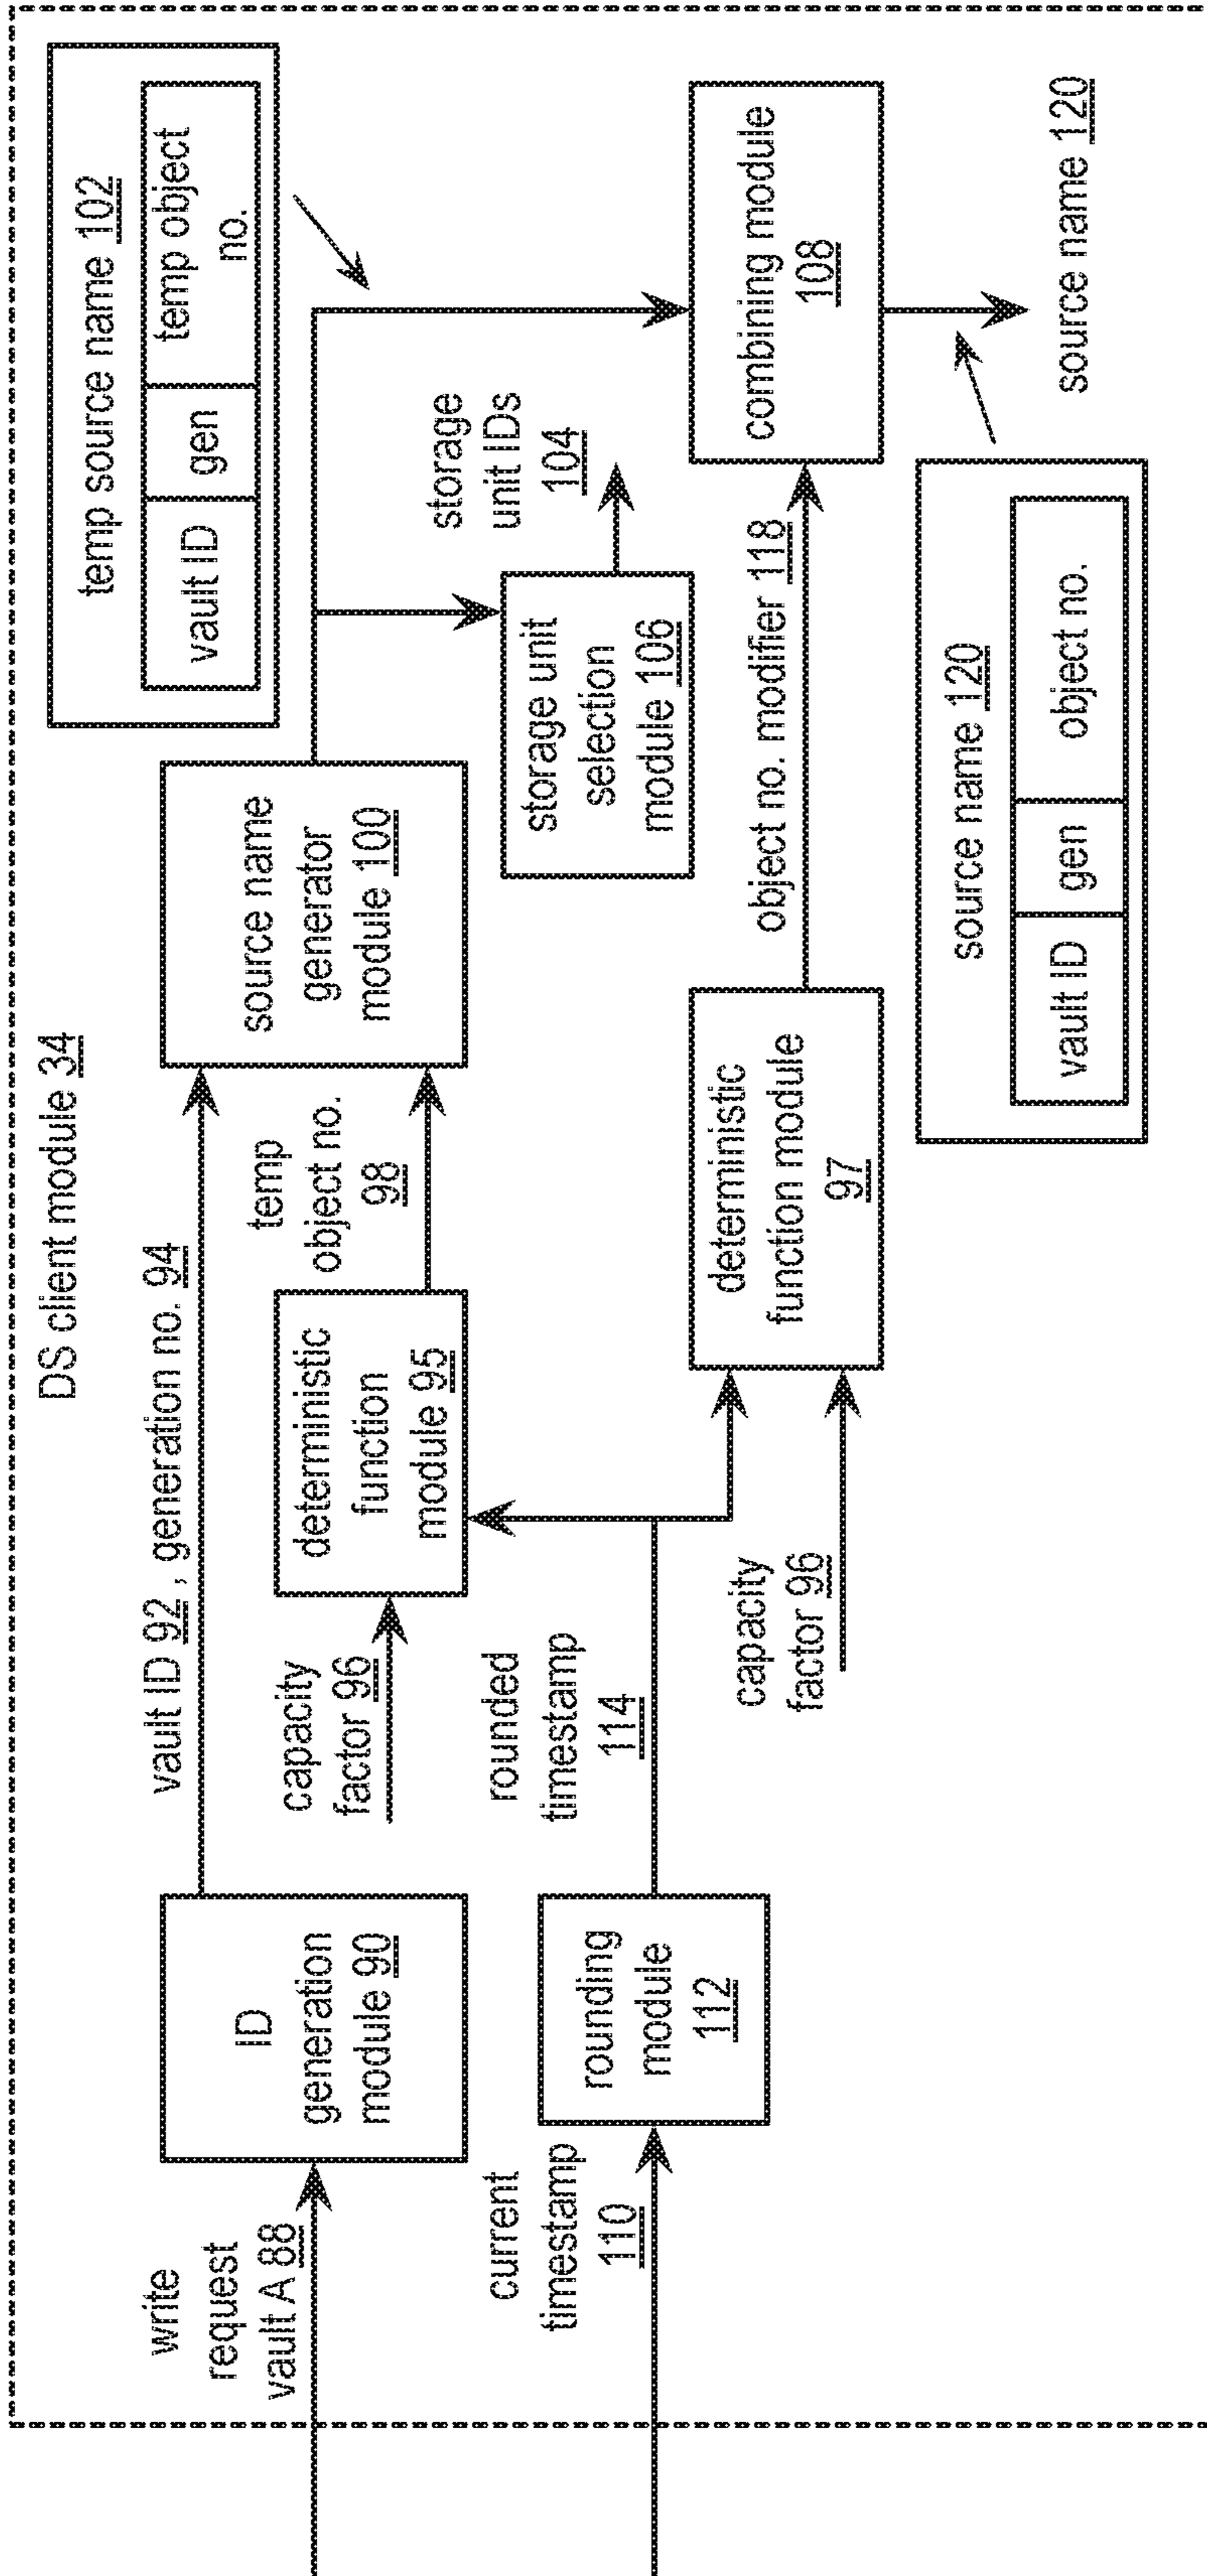 DS client module 34
write
request
vault A 88
ID
generation
module 90
vault ID 92 , generation no. 94
source name
generator
module 100
temp source name 102
vault ID
gen
temp object
no.
capacity
factor 96
deterministic
function
module 95
temp
object no.
98
storage
unit IDs
104
storage unit
selection
module 106
current
timestamp
110
rounding
module
112
rounded
timestamp
114
capacity
factor 96
deterministic
function module
97
object no. modifier 118
combining module
108
source name 120
vault ID
gen
object no.
source name 120